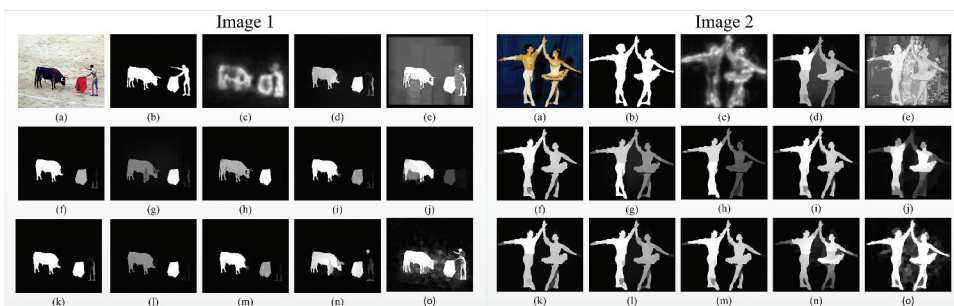 Image 1
(a) (b) (c) (d) (e)
(f) (g) (h) (i) (j)
(k) (l) (m) (n) (o)
Image 2
(a) (b) (c) (d) (e)
(f) (g) (h) (i) (j)
(k) (l) (m) (n) (o)